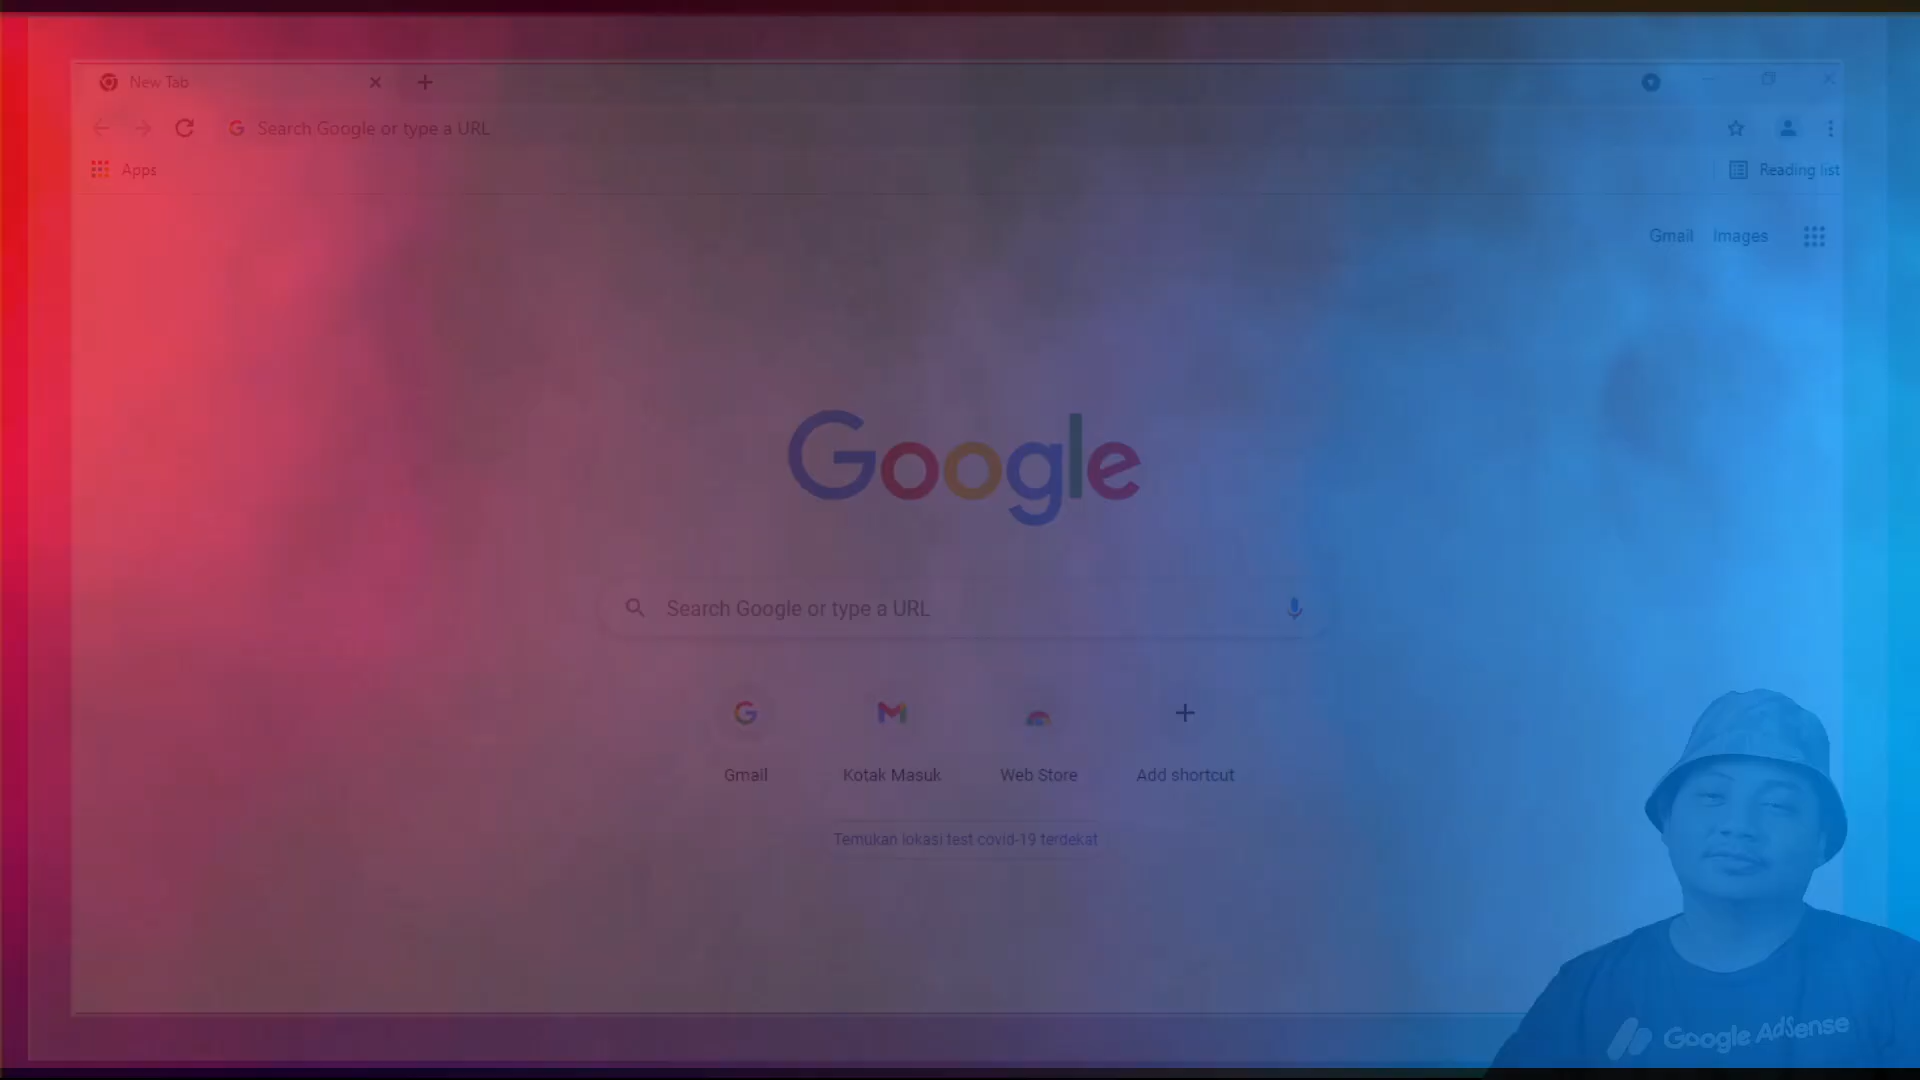 New Tab
Search Google or type a URL
Apps
Reading list
Gmail Images
Google
Search Google or type a URL
Gmail
Kotak Masuk
Web Store
Add shortcut
Temukan lokasi test covid-19 terdekat
Google AdSense